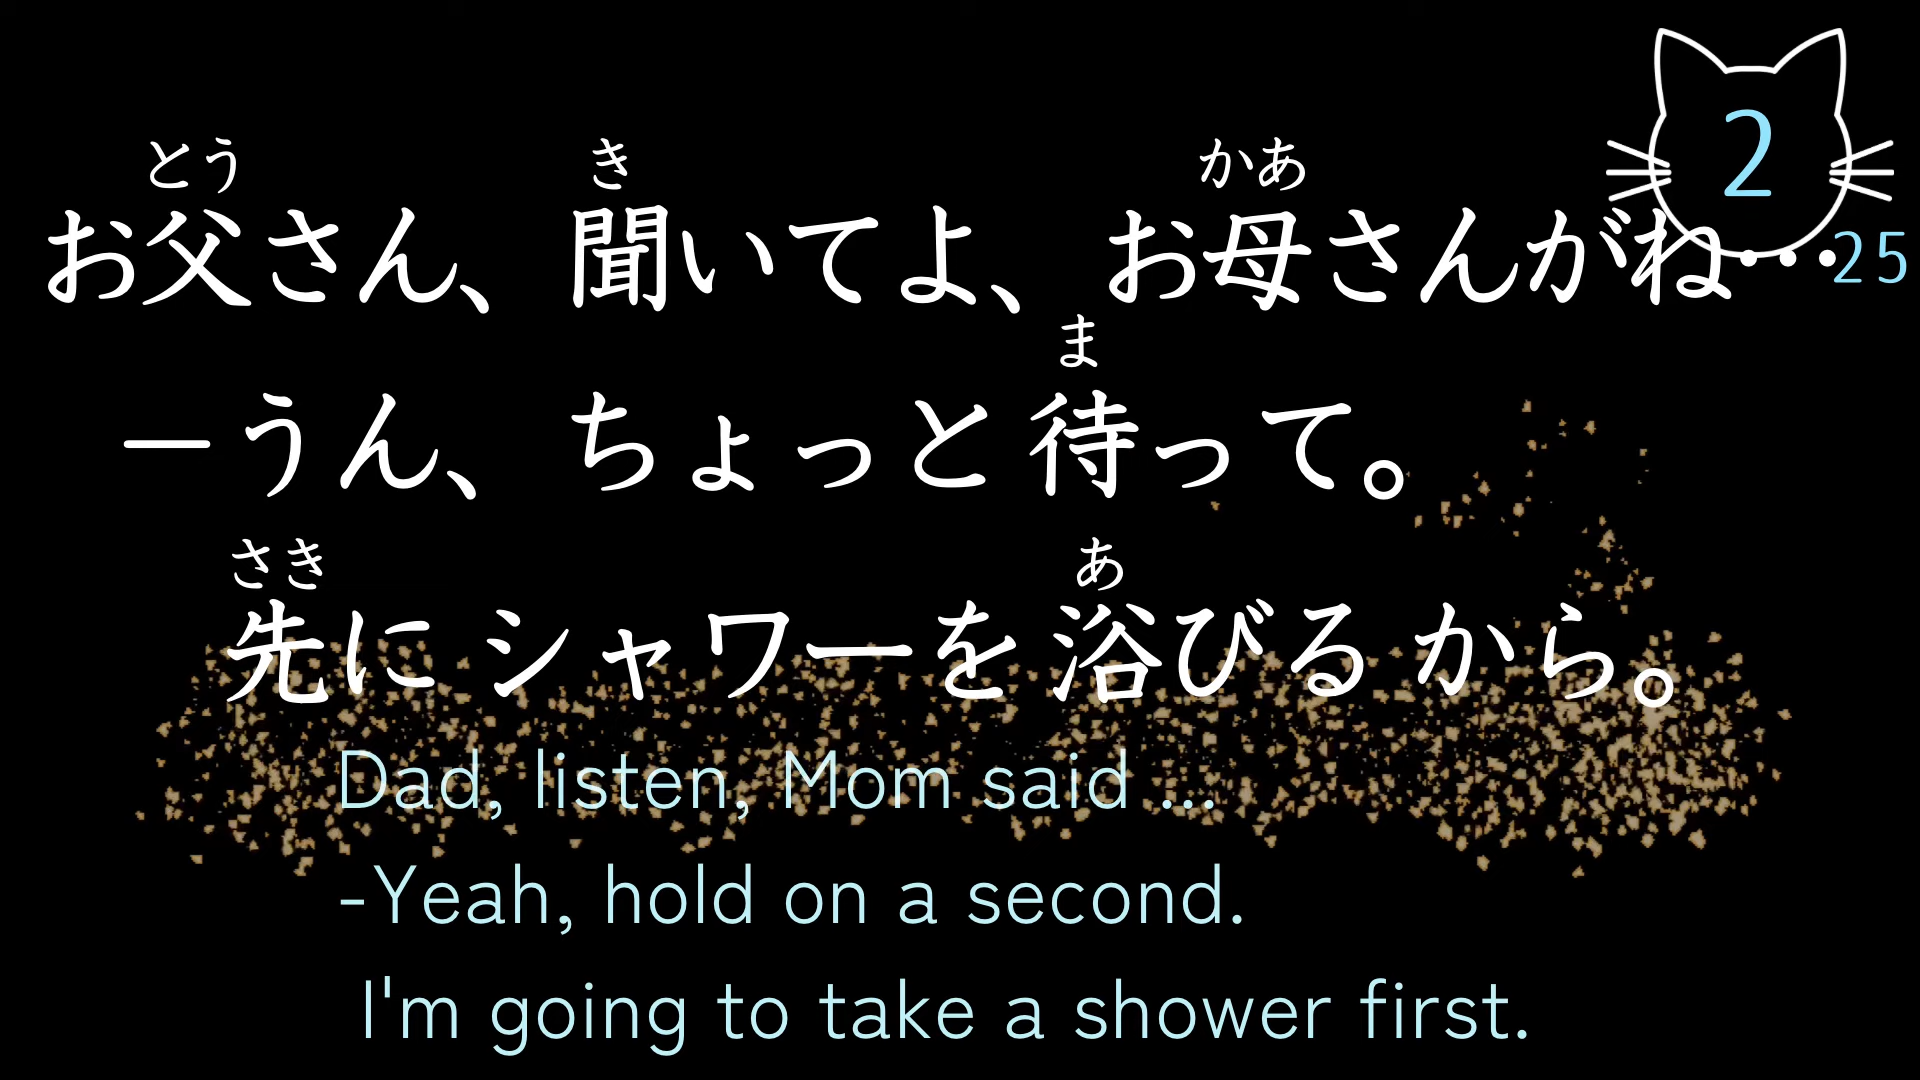 2
25
とう き かあ
お父さん、聞いてよ、お母さんがね・・・
ま
－うん、ちょっと待って。
さき あ
先に シャワーを 浴びるから。
Dad, listen, Mom said ...
-Yeah, hold on a second.
I'm going to take a shower first.